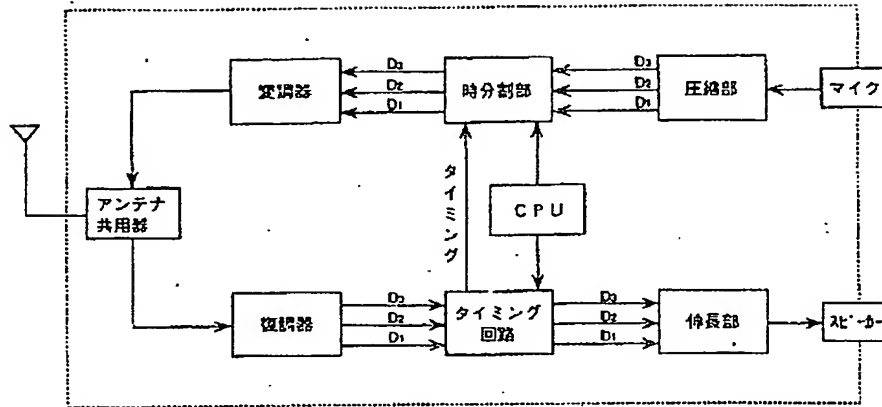 D3
D3
変調器
D2
時分割部
D2
圧縮部
マイク
D1
D1
タイミング
アンテナ
共用器
CPU
D3
D3
復調器
D2
タイミング
回路
D2
伸長部
スピーカー
D1
D1